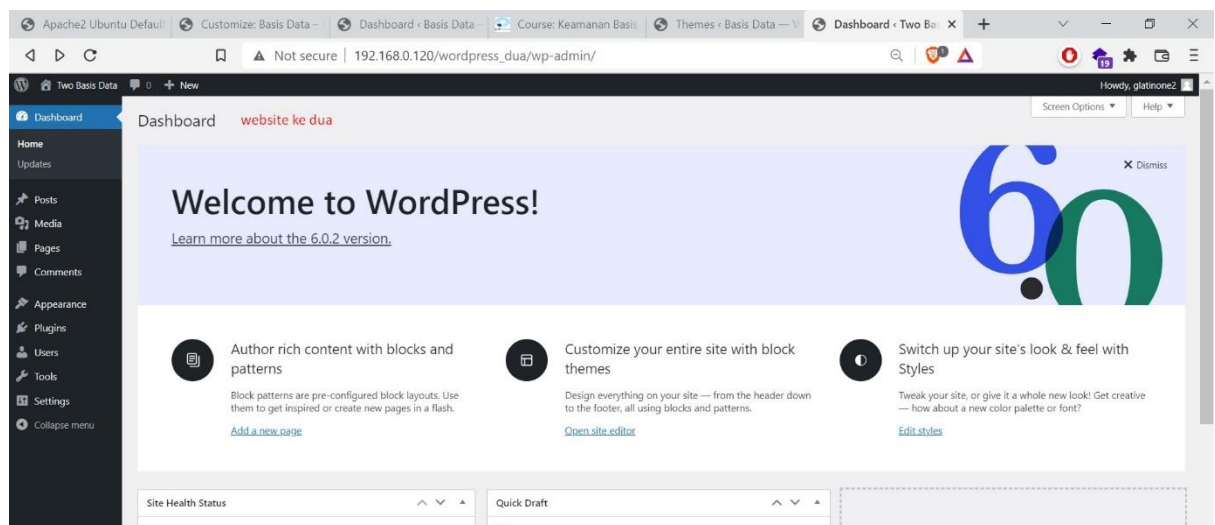 Apache2 Ubuntu Defaul
Customize: Basis Data –
Dashboard ‹ Basis Data –
Course: Keamanan Basis
Themes ‹ Basis Data —
Dashboard ‹ Two Bas
Not secure
192.168.0.120/wordpress_dua/wp-admin/
19
Two Basis Data
0
New
Howdy, glatinone2
Dashboard
Home
Updates
Posts
Media
Pages
Comments
Appearance
Plugins
Users
Tools
Settings
Collapse menu
Dashboard
website ke dua
Screen Options
Help
Welcome to WordPress!
Learn more about the 6.0.2 version.
Dismiss
6.0
Author rich content with blocks and
patterns
Block patterns are pre-configured block layouts. Use
them to get inspired or create new pages in a flash.
Add a new page
Customize your entire site with block
themes
Design everything on your site — from the header down
to the footer, all using blocks and patterns.
Open site editor
Switch up your site's look & feel with
Styles
Tweak your site, or give it a whole new look! Get creative
— how about a new color palette or font?
Edit styles
Site Health Status
Quick Draft